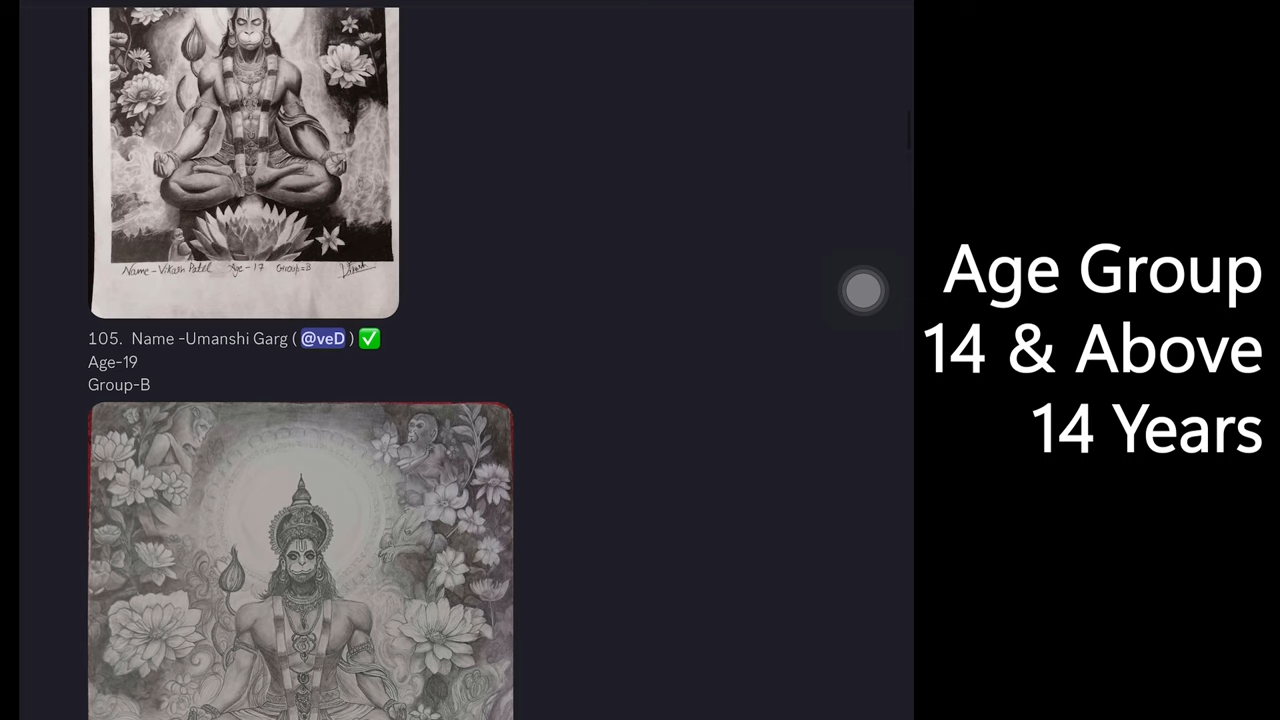 Name-Vikash Patel Age-17 Group=B
105. Name -Umanshi Garg ( @veD ) ✅
Age-19
Group-B
Age Group
14 & Above
14 Years